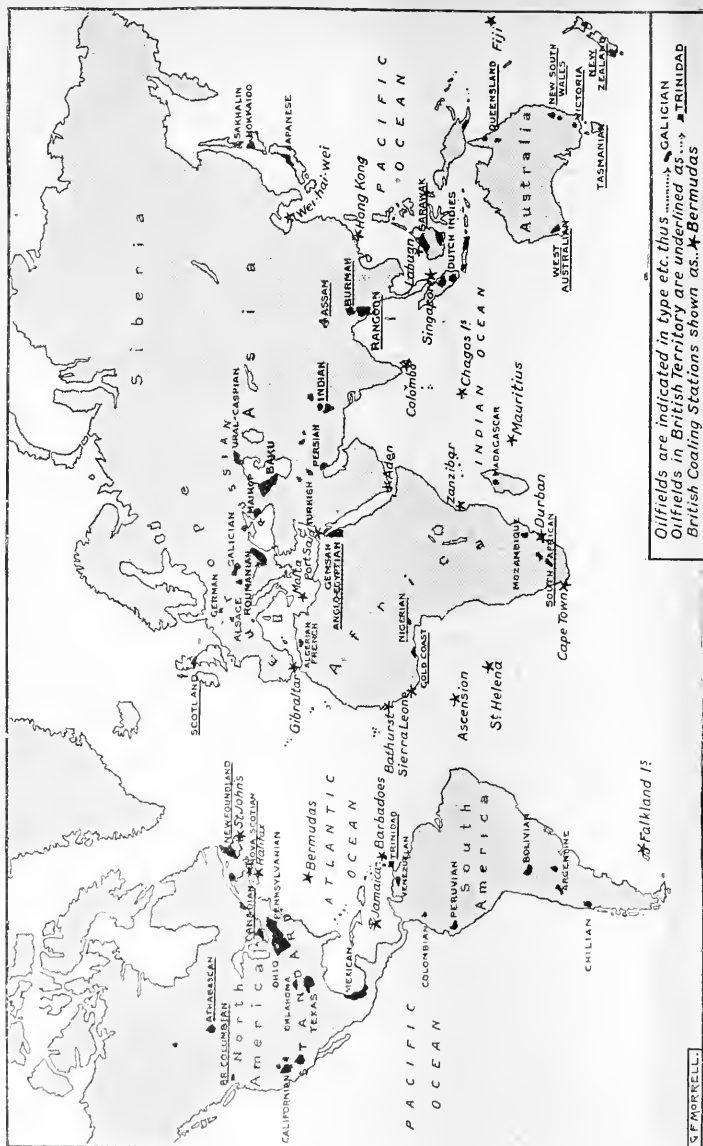 Siberia
SAKHALIN
HOKKAIDO
JAPANESE
Wei-hai-wei
PACIFIC
OCEAN
Hong Kong
Asia
ASSAM
BURMAH
RANGOON
INDIAN
PERSIAN
TURKISH
BAKU
MAIKOP
URAL-CASPIAN
GALICIAN
ROUMANIAN
GERMAN
ALSACE
Europe
SCOTLAND
Malta
Port Said
GEMSAH
ANGLO-EGYPTIAN
ALGERIAN
FRENCH
Gibraltar
Africa
Aden
Colombo
Labuan
SARAWAK
Singapore
DUTCH INDIES
Chagos Is
INDIAN OCEAN
MADAGASCAR
Mauritius
Zanzibar
MOZAMBIQUE
Durban
SOUTH AFRICAN
Cape Town
NIGERIAN
GOLD COAST
Bathurst
Sierra Leone
Ascension
St Helena
QUEENSLAND
Fiji
Australia
NEW SOUTH
WALES
VICTORIA
NEW
ZEALAND
TASMANIAN
WEST
AUSTRALIAN
NEWFOUNDLAND
St Johns
NOVA SCOTIAN
Halifax
CANADIAN
ATHABASCAN
BR. COLUMBIAN
North
America
PENNSYLVANIAN
OHIO
OKLAHOMA
CALIFORNIAN
STANDARD
TEXAS
MEXICAN
Bermudas
ATLANTIC
OCEAN
Jamaica
Barbadoes
TRINIDAD
VENEZUELAN
COLOMBIAN
PERUVIAN
South
America
BOLIVIAN
ARGENTINE
CHILIAN
Falkland Is
PACIFIC
OCEAN
G F MORRELL.
Oilfields are indicated in type etc. thus ........→ GALICIAN
Oilfields in British Territory are underlined as ...→ TRINIDAD
British Coaling Stations shown as.. ★ Bermudas